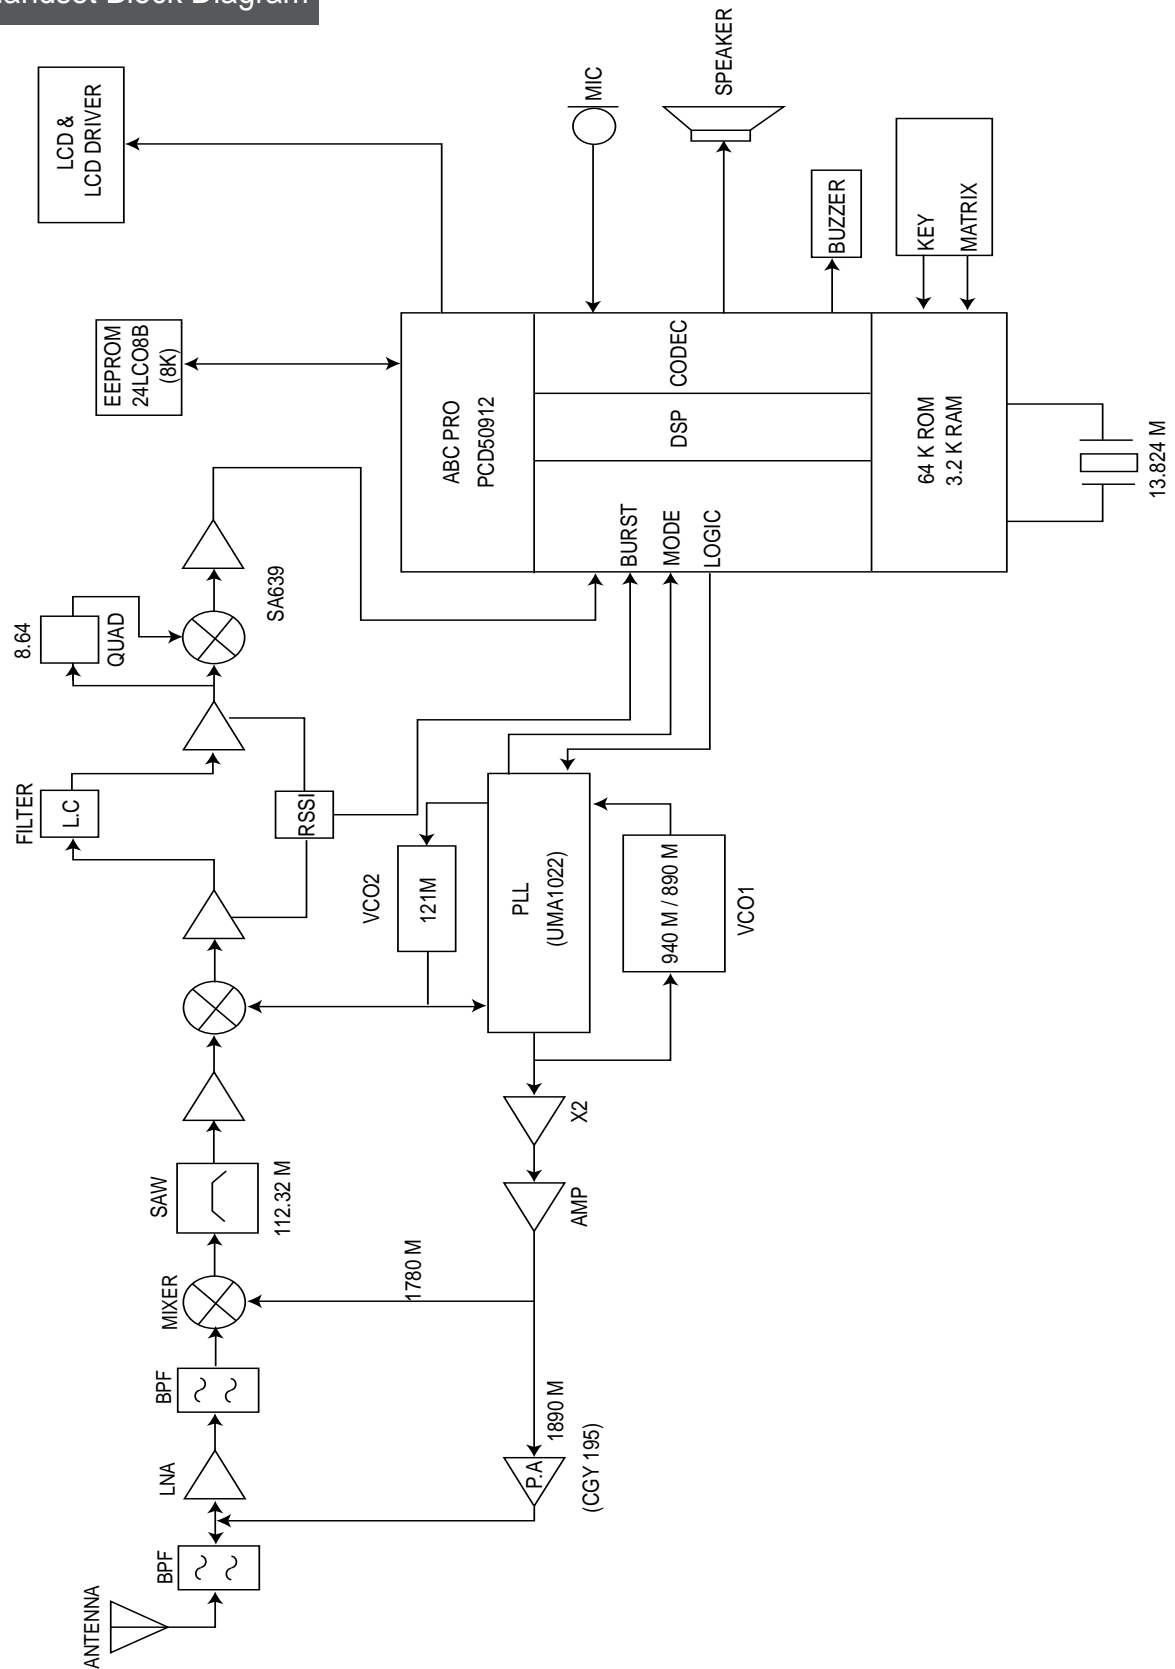 Handset Block Diagram
LCD &
LCD DRIVER
EEPROM
24LCO8B
(8K)
MIC
SPEAKER
BUZZER
KEY
MATRIX
ABC PRO
PCD50912
CODEC
DSP
BURST
MODE
LOGIC
64 K ROM
3.2 K RAM
13.824 M
8.64
QUAD
SA639
FILTER
L.C
RSSI
VCO2
121M
PLL
(UMA1022)
940 M / 890 M
VCO1
X2
AMP
SAW
112.32 M
MIXER
1780 M
BPF
LNA
1890 M
P.A
(CGY 195)
BPF
ANTENNA